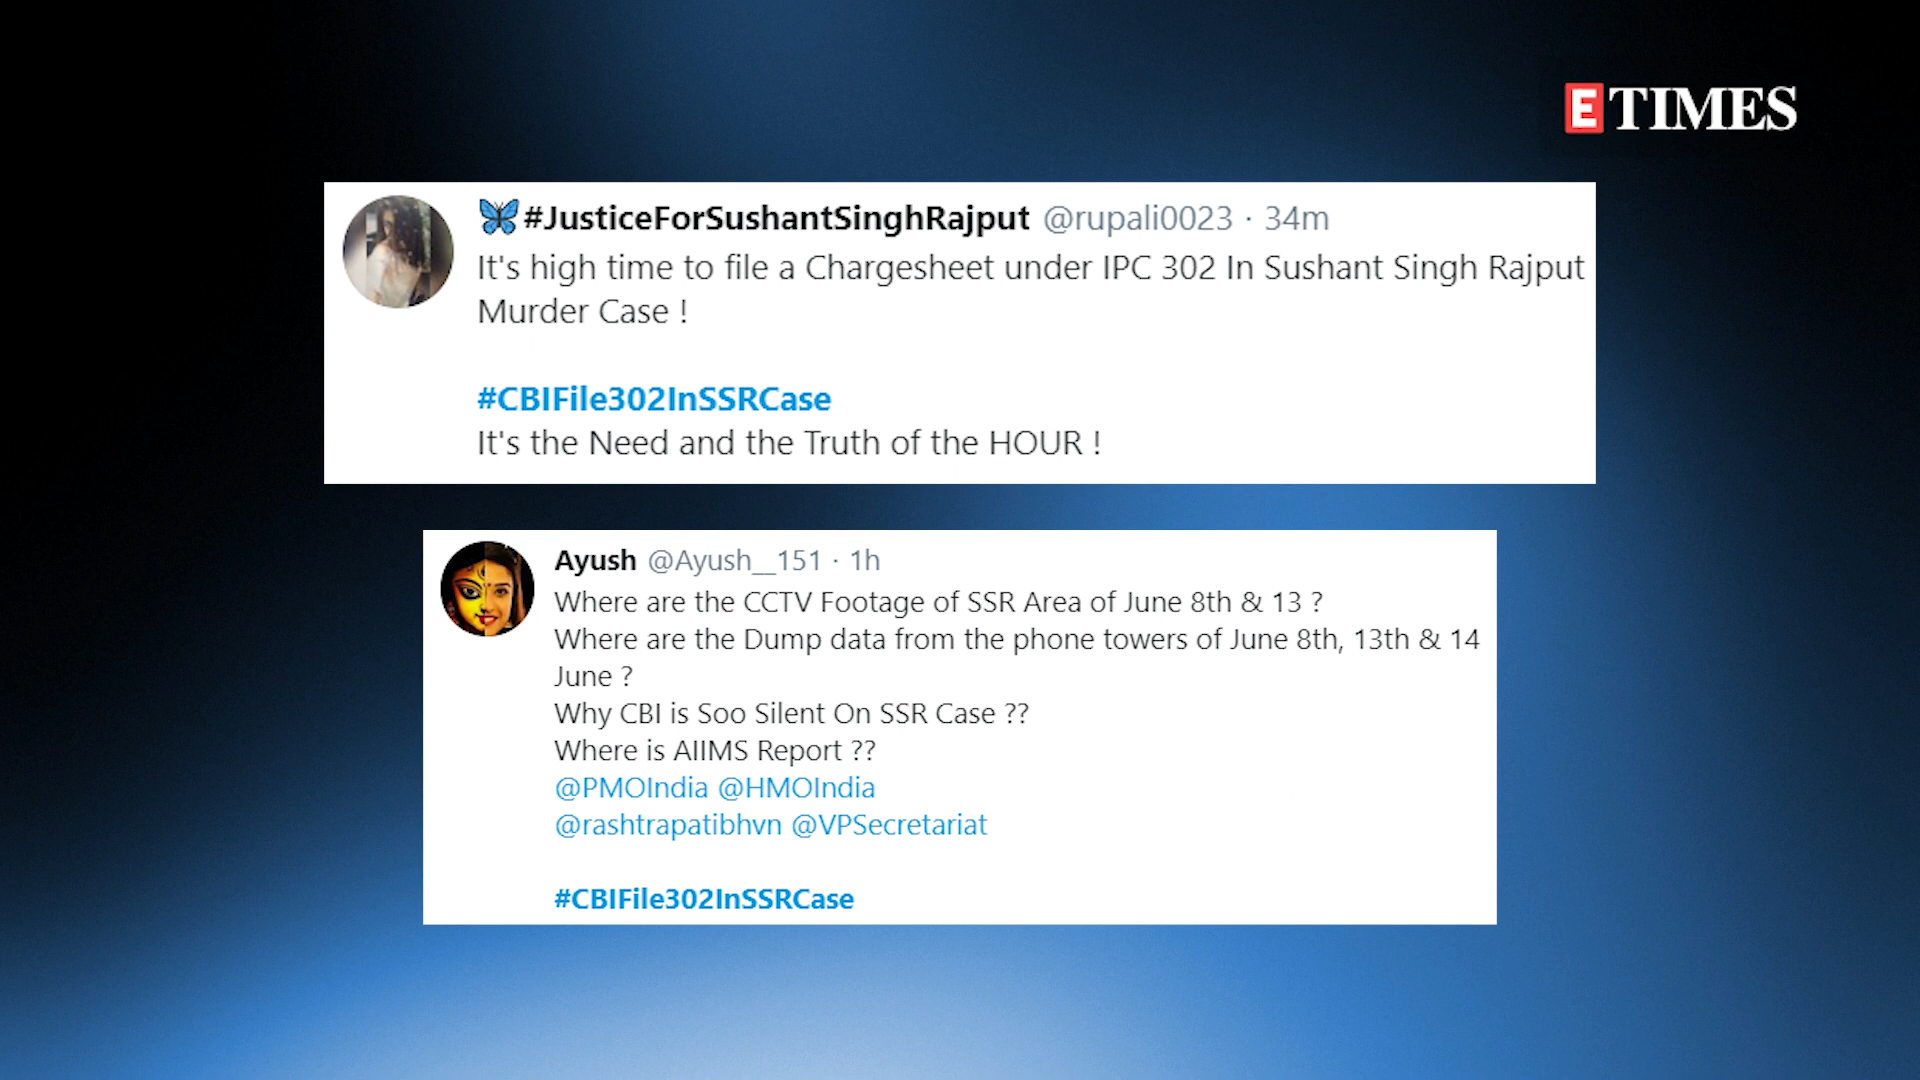 E TIMES
#JusticeForSushantSinghRajput @rupali0023 · 34m
It's high time to file a Chargesheet under IPC 302 In Sushant Singh Rajput
Murder Case !
#CBIFile302InSSRCase
It's the Need and the Truth of the HOUR !
Ayush @Ayush__151 · 1h
Where are the CCTV Footage of SSR Area of June 8th & 13 ?
Where are the Dump data from the phone towers of June 8th, 13th & 14
June ?
Why CBI is Soo Silent On SSR Case ??
Where is AIIMS Report ??
@PMOIndia @HMOIndia
@rashtrapatibhvn @VPSecretariat
#CBIFile302InSSRCase